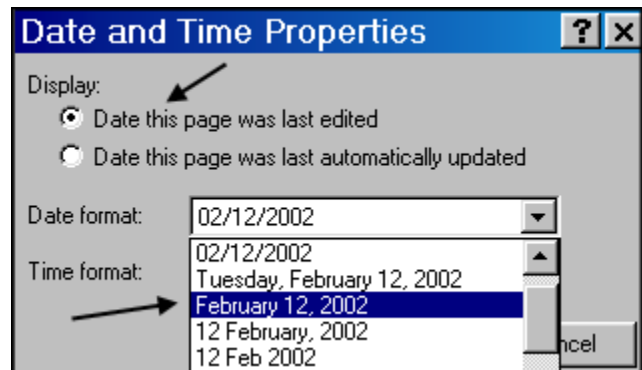 Date and Time Properties
Display:
Date this page was last edited
Date this page was last automatically updated
Date format: 02/12/2002
02/12/2002
Time format:
Tuesday, February 12, 2002
February 12, 2002
12 February, 2002
12 Feb 2002